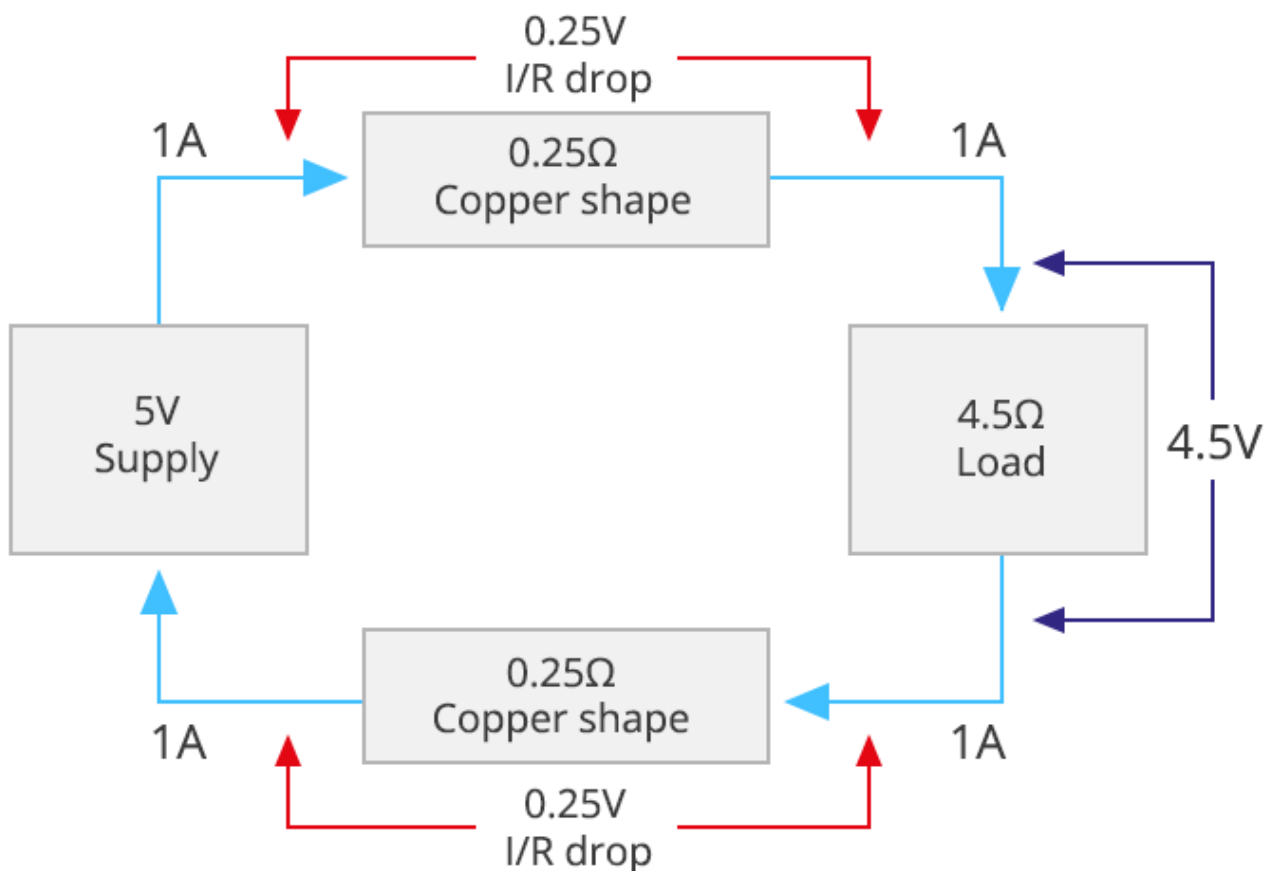 0.25V
I/R drop
1A
0.25Ω
Copper shape
1A
5V
Supply
4.5Ω
Load
4.5V
1A
0.25Ω
Copper shape
1A
0.25V
I/R drop